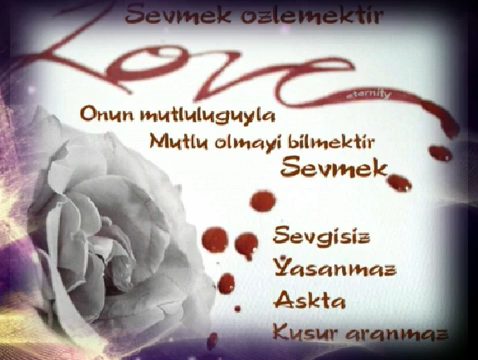 Sevmek ozlemektir
Love
eternity
Onun mutluluguyla
Mutlu olmayi bilmektir
Sevmek
Sevgisiz
Yasanmaz
Askta
Kusur aranmaz